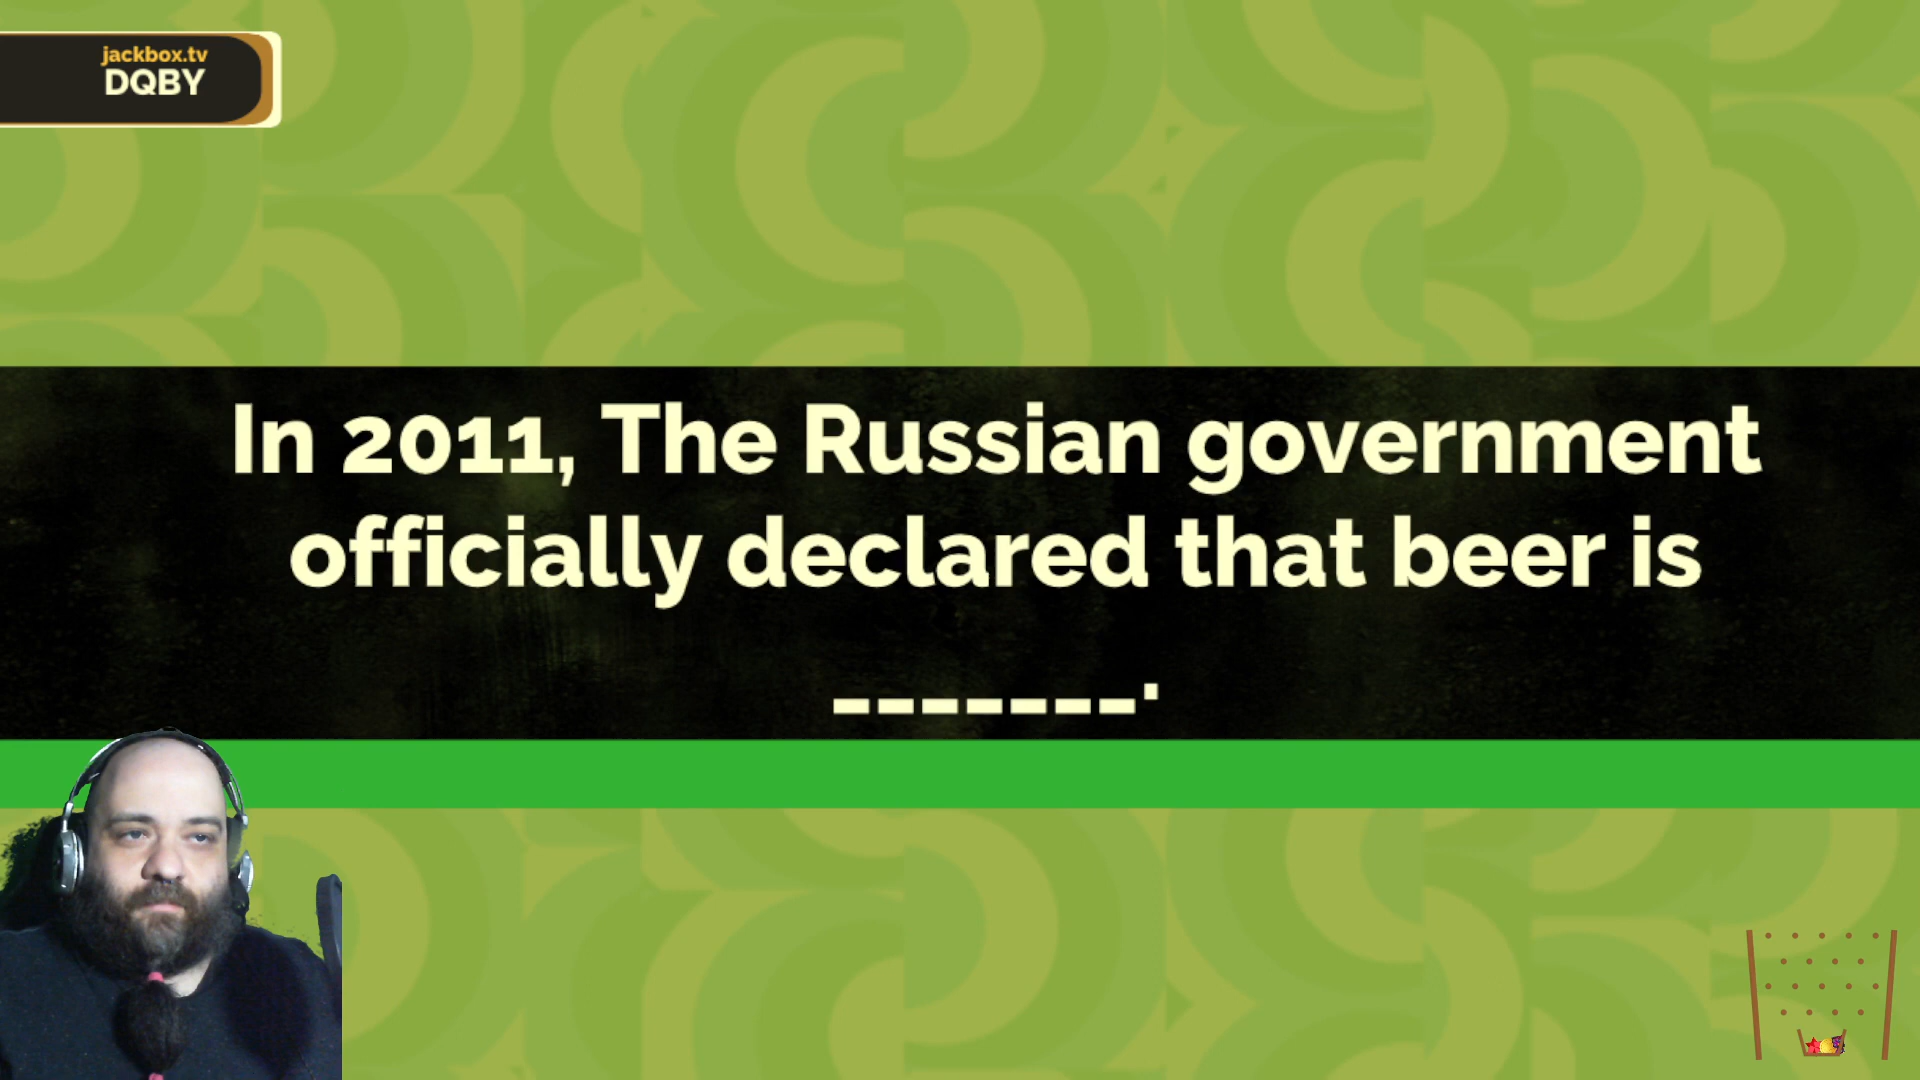 jackbox.tv
DQBY
In 2011, The Russian government
officially declared that beer is
_______.